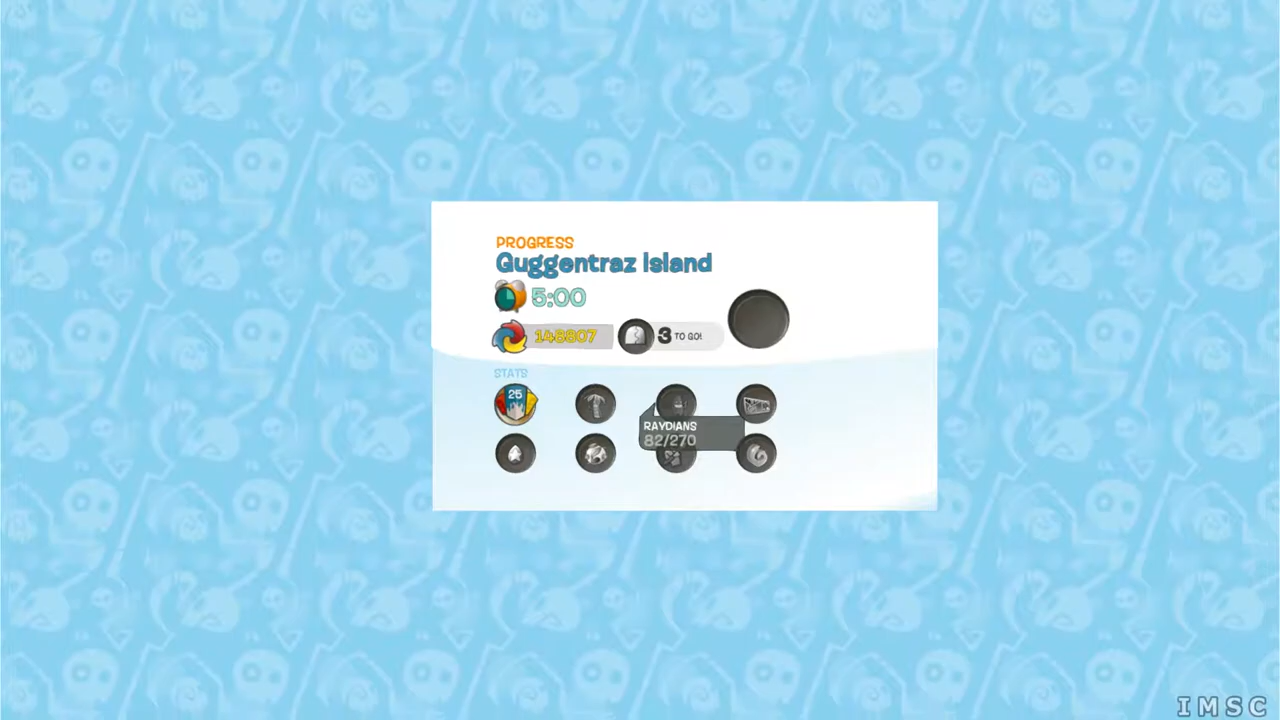 PROGRESS
Guggentraz Island
5:00
148807
3 TO GO!
STATS
25
RAYDIANS
82/270
IMSC